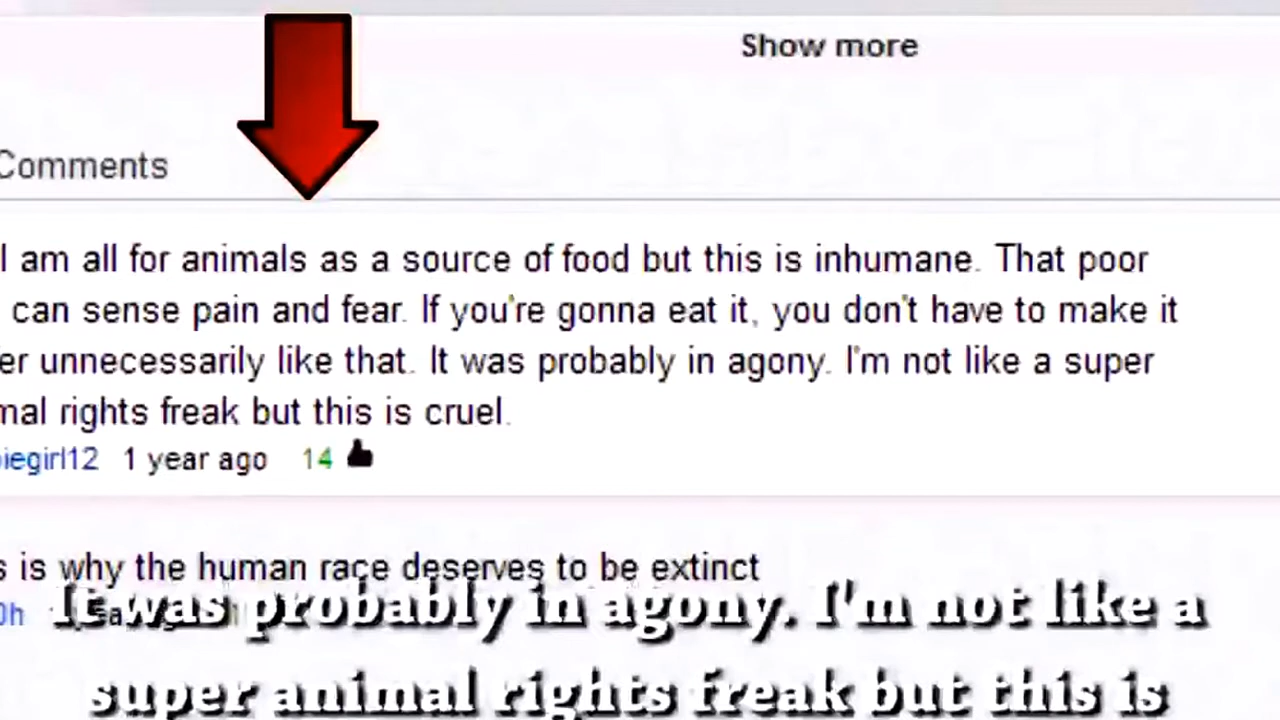 Show more
Comments
I am all for animals as a source of food but this is inhumane. That poor
can sense pain and fear. If you're gonna eat it, you don't have to make it
er unnecessarily like that. It was probably in agony. I'm not like a super
mal rights freak but this is cruel.
iegirl12 1 year ago 14
s is why the human race deserves to be extinct
0h
It was probably in agony. I'm not like a
super animal rights freak but this is